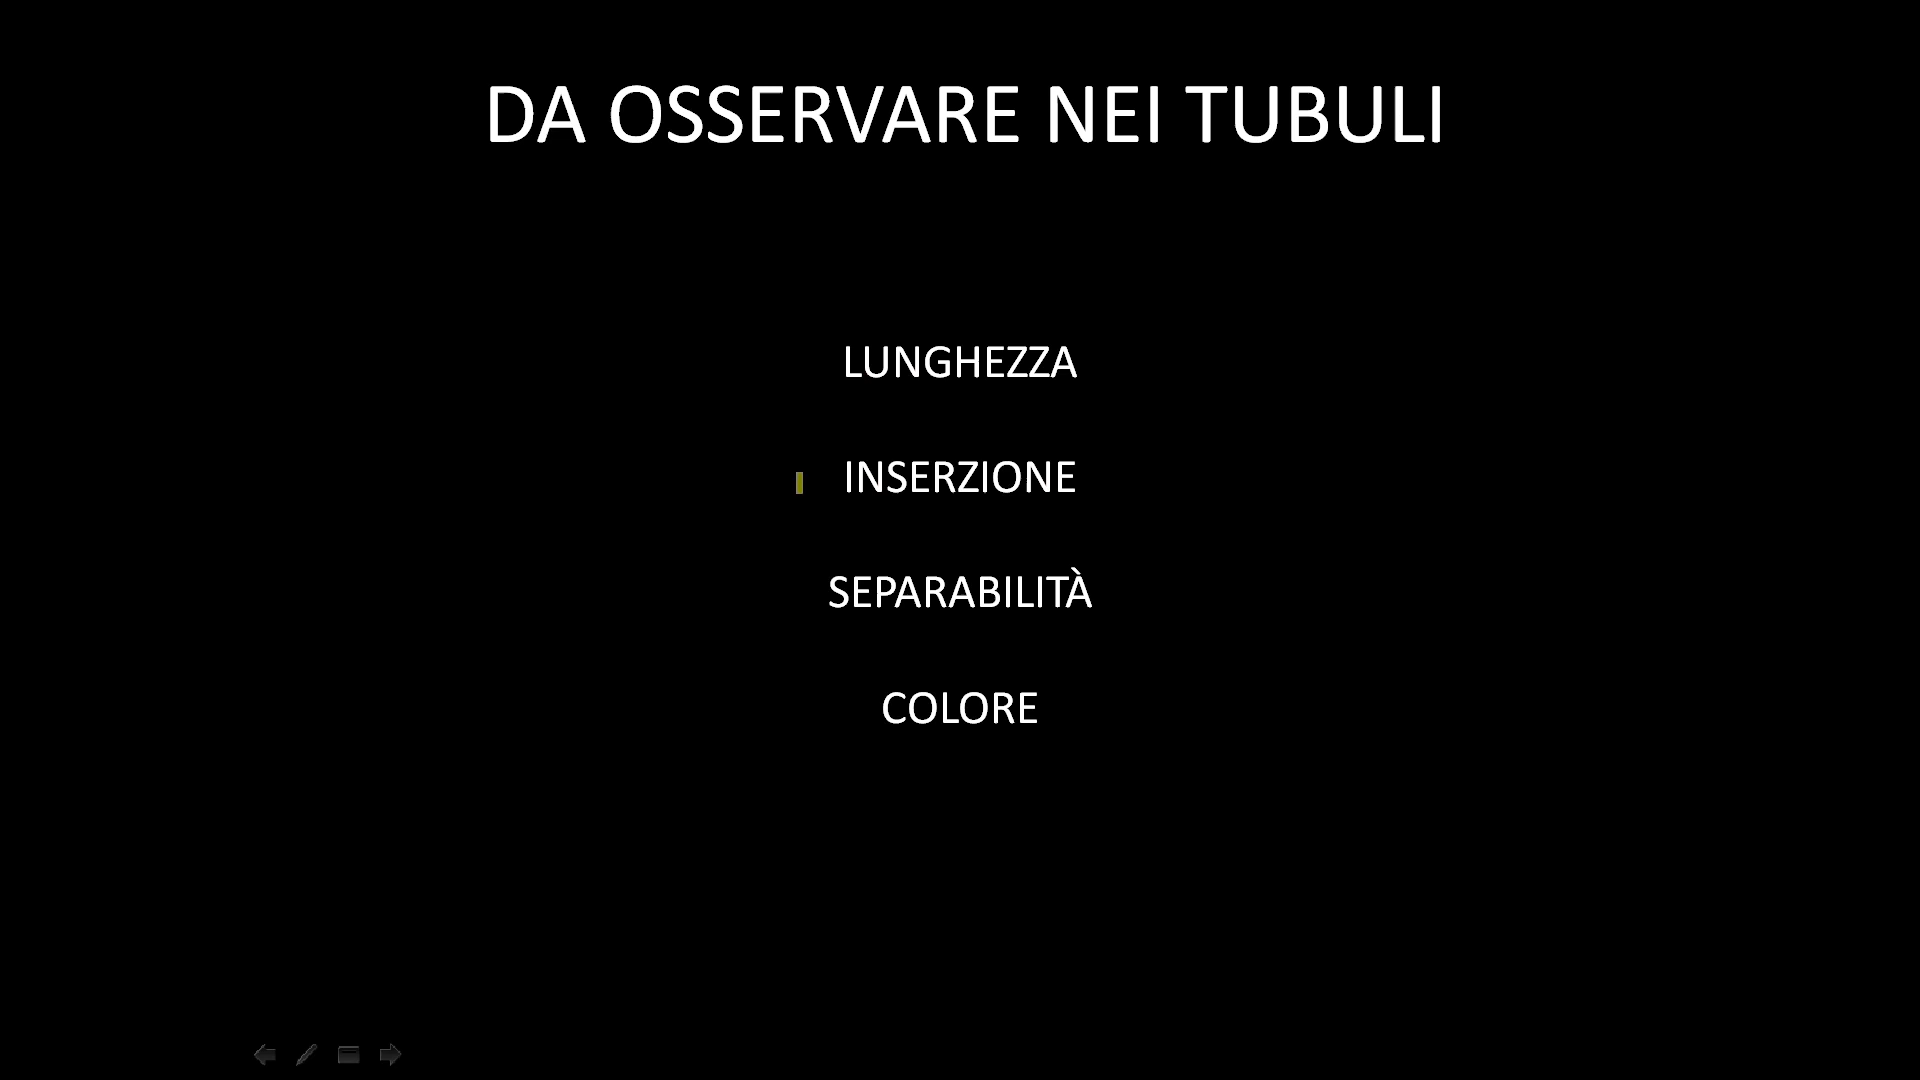 DA OSSERVARE NEI TUBULI
LUNGHEZZA
INSERZIONE
SEPARABILITÀ
COLORE